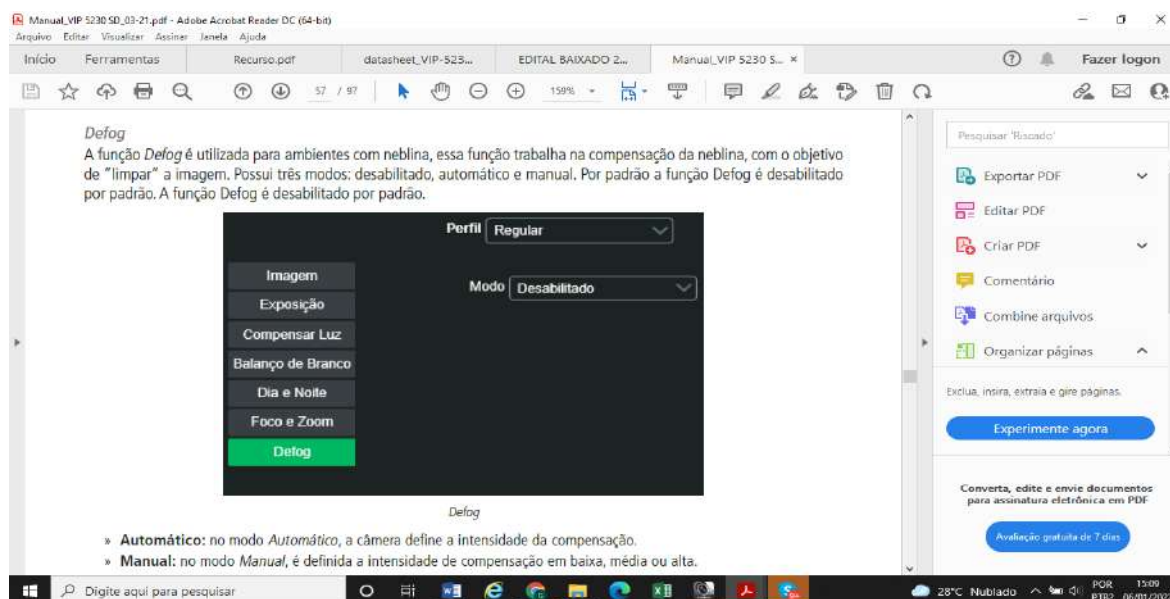 Manual_VIP 5230 SD_03-21.pdf - Adobe Acrobat Reader DC (64-bit)
Arquivo Editar Visualizar Assinar Janela Ajuda
Início Ferramentas Recurso.pdf datasheet_VIP-523... EDITAL BAIXADO 2... Manual_VIP 5230 S... × Fazer logon
57 / 97 159%
Defog
A função Defog é utilizada para ambientes com neblina, essa função trabalha na compensação da neblina, com o objetivo
de "limpar" a imagem. Possui três modos: desabilitado, automático e manual. Por padrão a função Defog é desabilitado
por padrão. A função Defog é desabilitado por padrão.
Perfil Regular
Modo Desabilitado
Imagem
Exposição
Compensar Luz
Balanço de Branco
Dia e Noite
Foco e Zoom
Defog
Defog
» Automático: no modo Automático, a câmera define a intensidade da compensação.
» Manual: no modo Manual, é definida a intensidade de compensação em baixa, média ou alta.
Pesquisar 'Riscado'
Exportar PDF
Editar PDF
Criar PDF
Comentário
Combine arquivos
Organizar páginas
Exclua, insira, extraia e gire páginas.
Experimente agora
Converta, edite e envie documentos
para assinatura eletrônica em PDF
Avaliação gratuita de 7 dias
Digite aqui para pesquisar
28°C Nublado
POR
PTB2
15:09